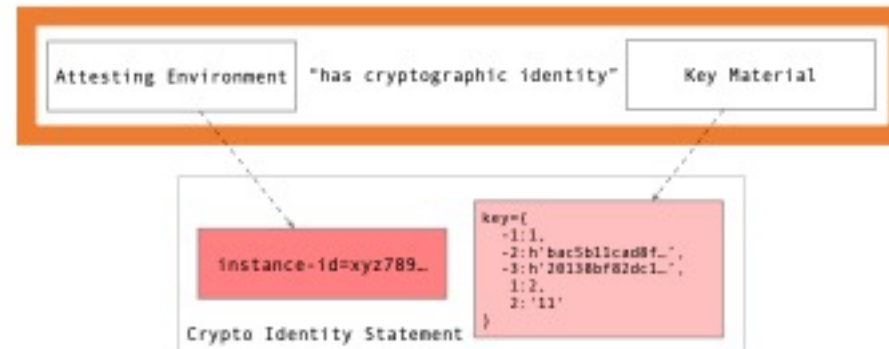 Attesting Environment "has cryptographic identity" Key Material
key={
-1:1,
-2:h'bac5b11cad8f…',
-3:h'20138bf82dc1…',
1:2,
2:'11'
}
instance-id=xyz789…
Crypto Identity Statement